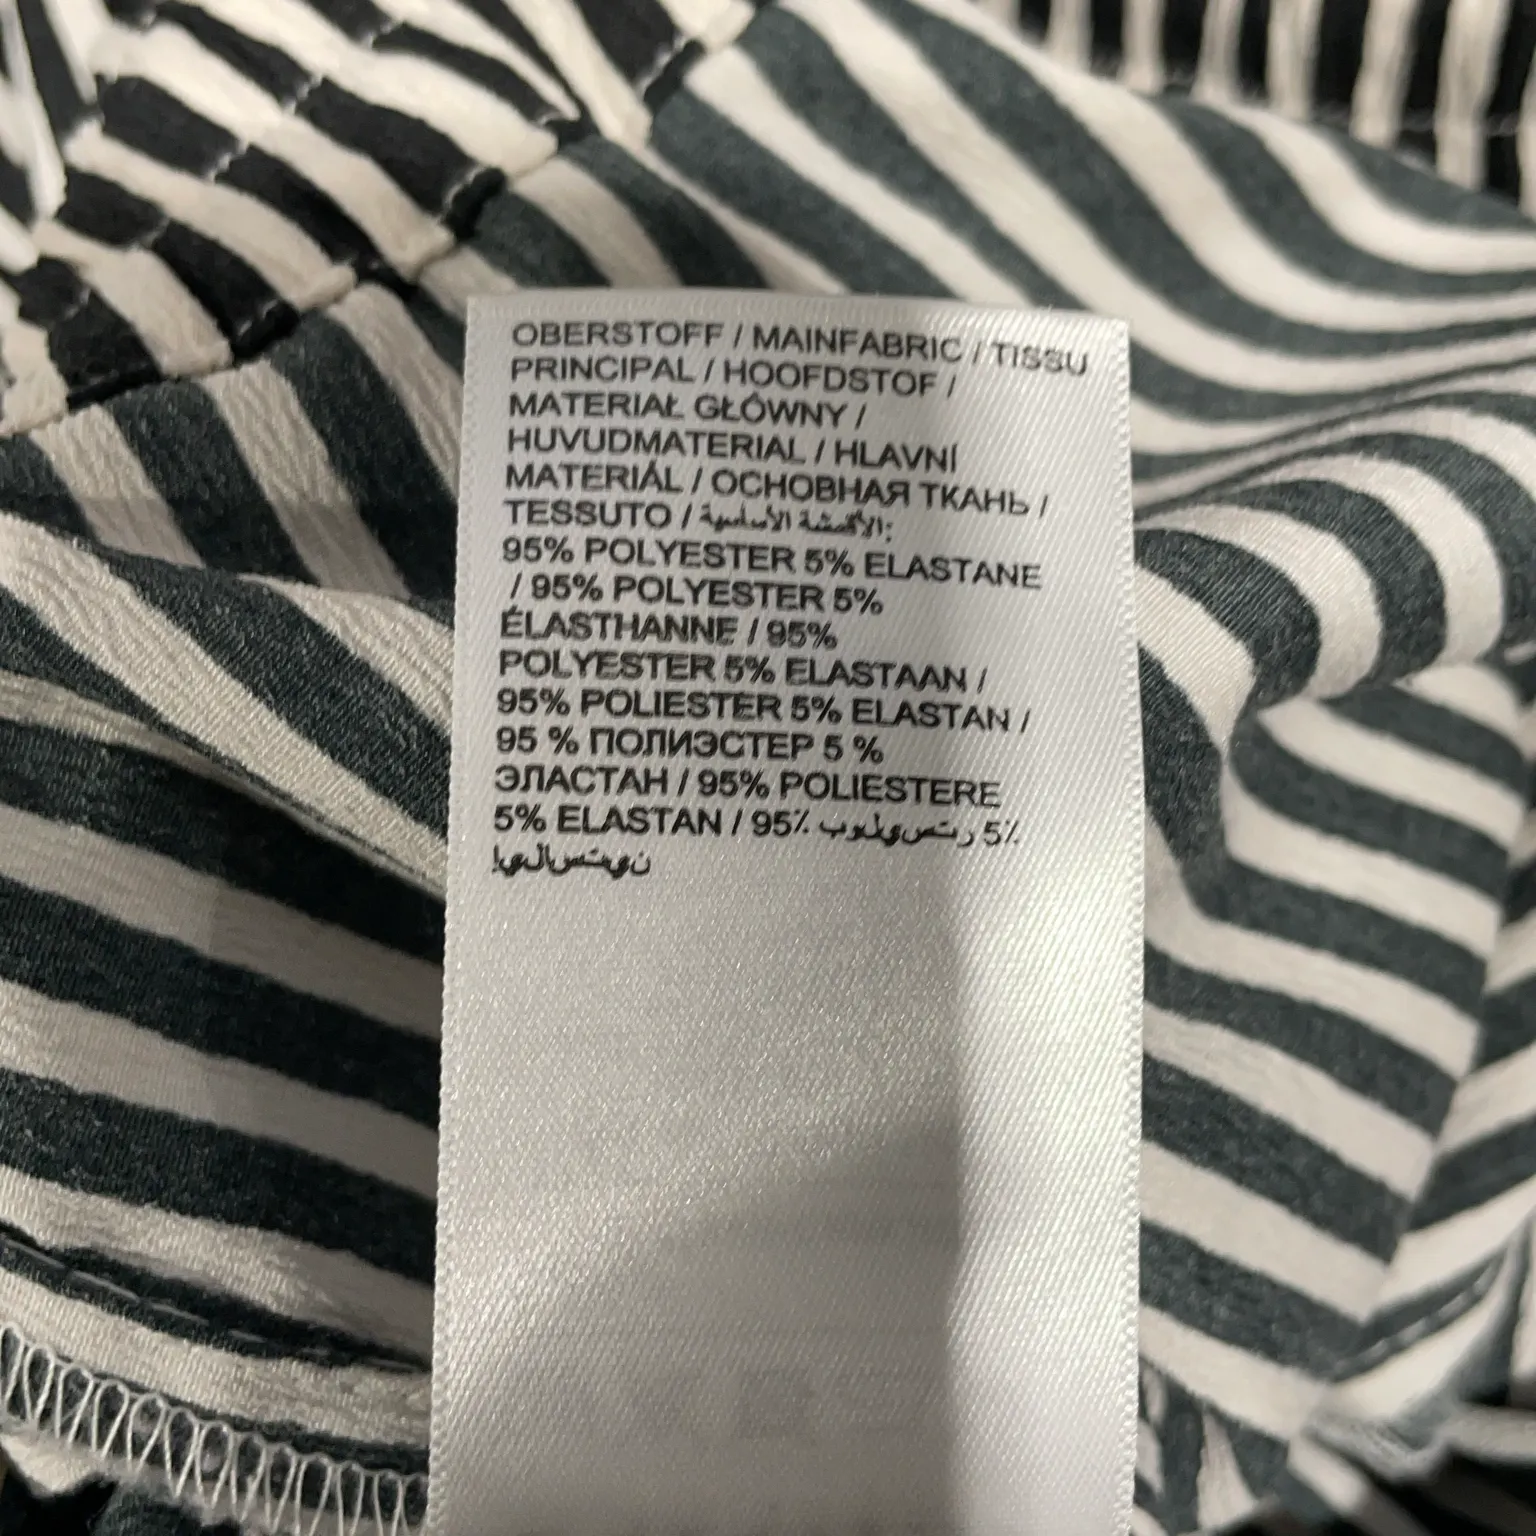 OBERSTOFF / MAINFABRIC / TISSU
PRINCIPAL / HOOFDSTOF /
MATERIAŁ GŁÓWNY /
HUVUDMATERIAL / HLAVNÍ
MATERIÁL / ОСНОВНАЯ ТКАНЬ /
TESSUTO / الأقمشة الأساسية:
95% POLYESTER 5% ELASTANE
/ 95% POLYESTER 5%
ÉLASTHANNE / 95%
POLYESTER 5% ELASTAAN /
95% POLIESTER 5% ELASTAN /
95 % ПОЛИЭСТЕР 5 %
ЭЛАСТАН / 95% POLIESTERE
5% ELASTAN / 95٪ بوليستر 5٪
إيلاستين